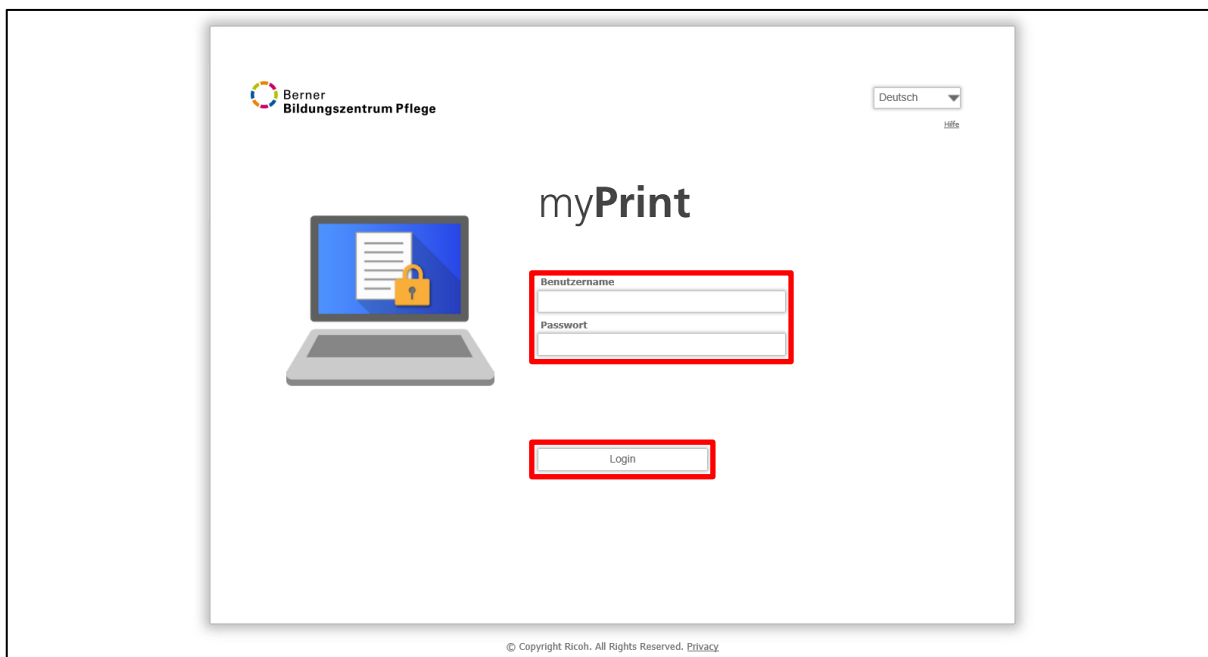 Berner
Bildungszentrum Pflege
Deutsch
Hilfe
myPrint
Benutzername
Passwort
Login
© Copyright Ricoh. All Rights Reserved. Privacy